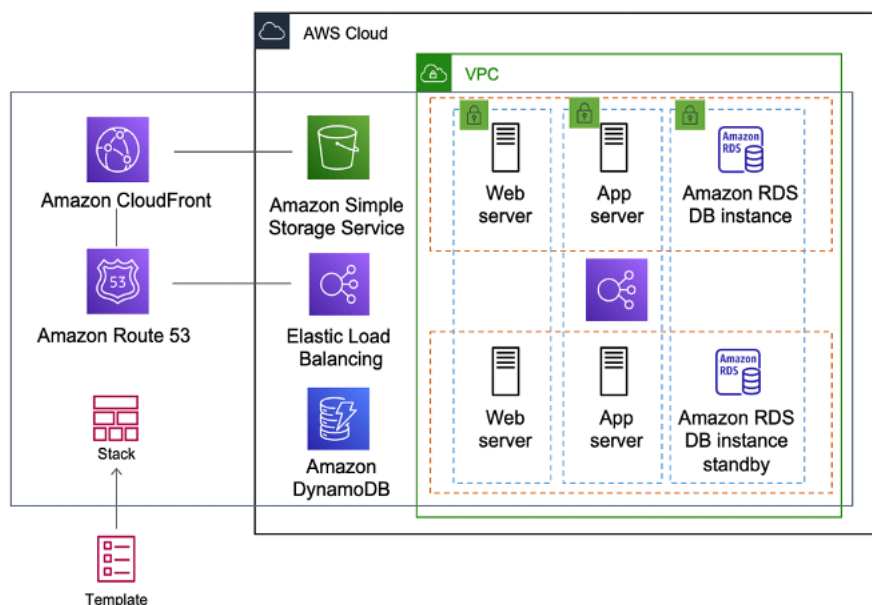 AWS Cloud
VPC
Amazon CloudFront
Amazon Simple
Storage Service
Web
server
App
server
Amazon
RDS
Amazon RDS
DB instance
53
Amazon Route 53
Elastic Load
Balancing
Stack
Amazon
DynamoDB
Web
server
App
server
Amazon
RDS
Amazon RDS
DB instance
standby
Template